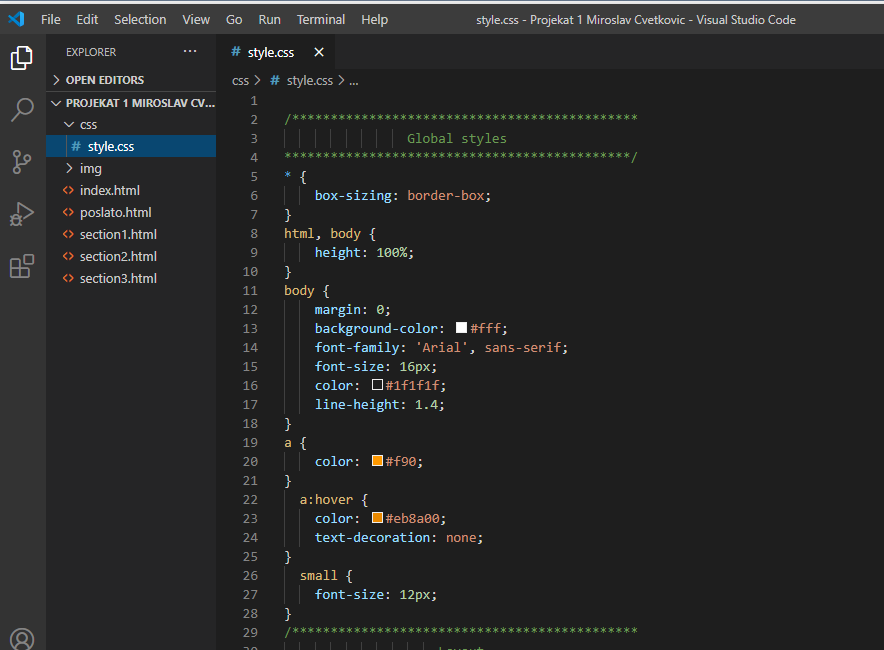 File Edit Selection View Go Run Terminal Help style.css - Projekat 1 Miroslav Cvetkovic - Visual Studio Code
EXPLORER ...
OPEN EDITORS
PROJEKAT 1 MIROSLAV CV...
css
# style.css
img
<> index.html
<> poslato.html
<> section1.html
<> section2.html
<> section3.html
# style.css ×
css > # style.css > ...
1
2 /*********************************************
3 Global styles
4 *********************************************/
5 * {
6 box-sizing: border-box;
7 }
8 html, body {
9 height: 100%;
10 }
11 body {
12 margin: 0;
13 background-color: #fff;
14 font-family: 'Arial', sans-serif;
15 font-size: 16px;
16 color: #1f1f1f;
17 line-height: 1.4;
18 }
19 a {
20 color: #f90;
21 }
22 a:hover {
23 color: #eb8a00;
24 text-decoration: none;
25 }
26 small {
27 font-size: 12px;
28 }
29 /*********************************************
30 Layout